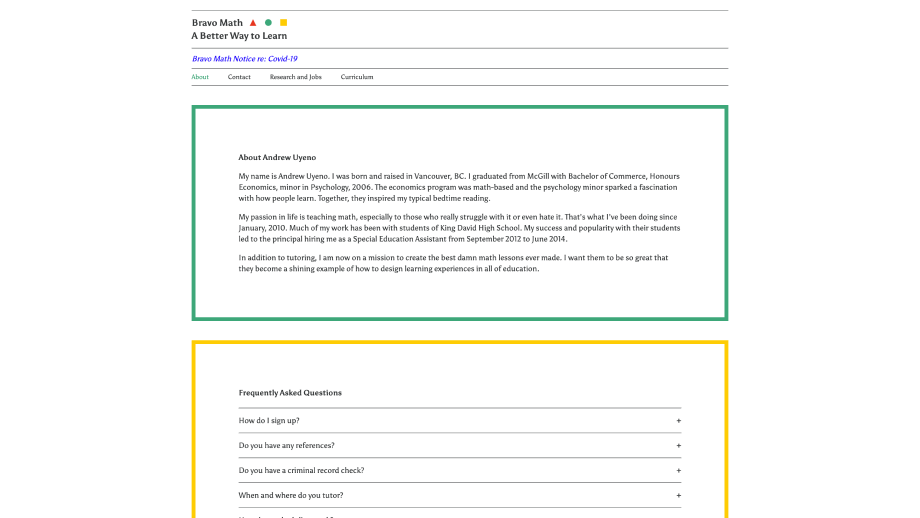 Bravo Math
A Better Way to Learn
Bravo Math Notice re: Covid-19
About Contact Research and Jobs Curriculum
About Andrew Uyeno
My name is Andrew Uyeno. I was born and raised in Vancouver, BC. I graduated from McGill with Bachelor of Commerce, Honours
Economics, minor in Psychology, 2006. The economics program was math-based and the psychology minor sparked a fascination
with how people learn. Together, they inspired my typical bedtime reading.
My passion in life is teaching math, especially to those who really struggle with it or even hate it. That's what I've been doing since
January, 2010. Much of my work has been with students of King David High School. My success and popularity with their students
led to the principal hiring me as a Special Education Assistant from September 2012 to June 2014.
In addition to tutoring, I am now on a mission to create the best damn math lessons ever made. I want them to be so great that
they become a shining example of how to design learning experiences in all of education.
Frequently Asked Questions
How do I sign up? +
Do you have any references? +
Do you have a criminal record check? +
When and where do you tutor? +